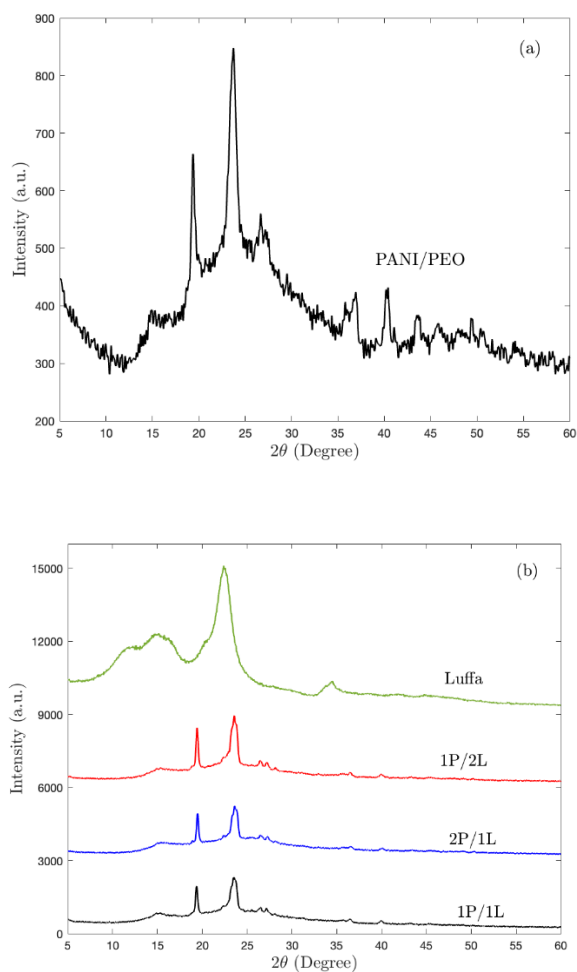 900
(a)
800
700
600
500
PANI/PEO
400
300
200
5 10 15 20 25 30 35 40 45 50 55 60
Intensity (a.u.)
2θ (Degree)
15000
(b)
12000
Luffa
9000
1P/2L
6000
2P/1L
3000
1P/1L
0
5 10 15 20 25 30 35 40 45 50 55 60
Intensity (a.u.)
2θ (Degree)